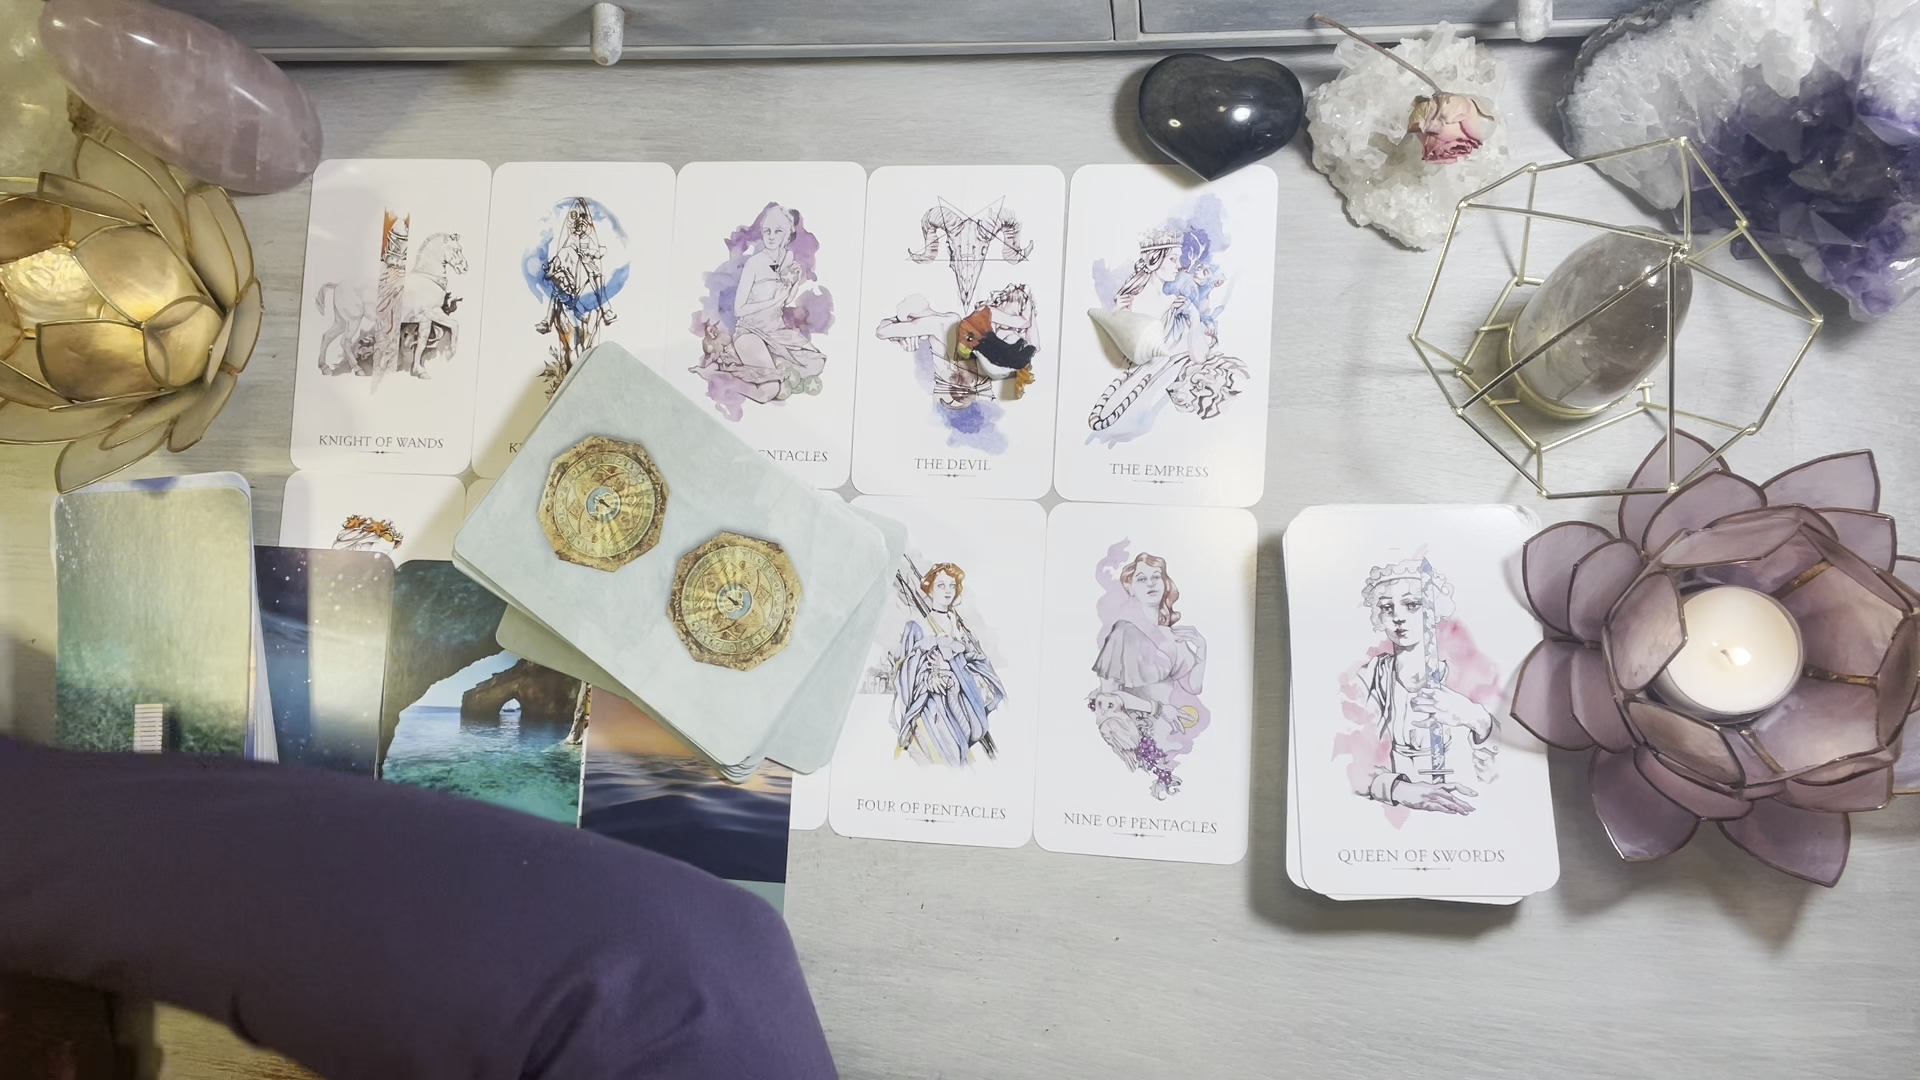 KNIGHT OF WANDS
THE DEVIL
THE EMPRESS
FOUR OF PENTACLES
NINE OF PENTACLES
QUEEN OF SWORDS